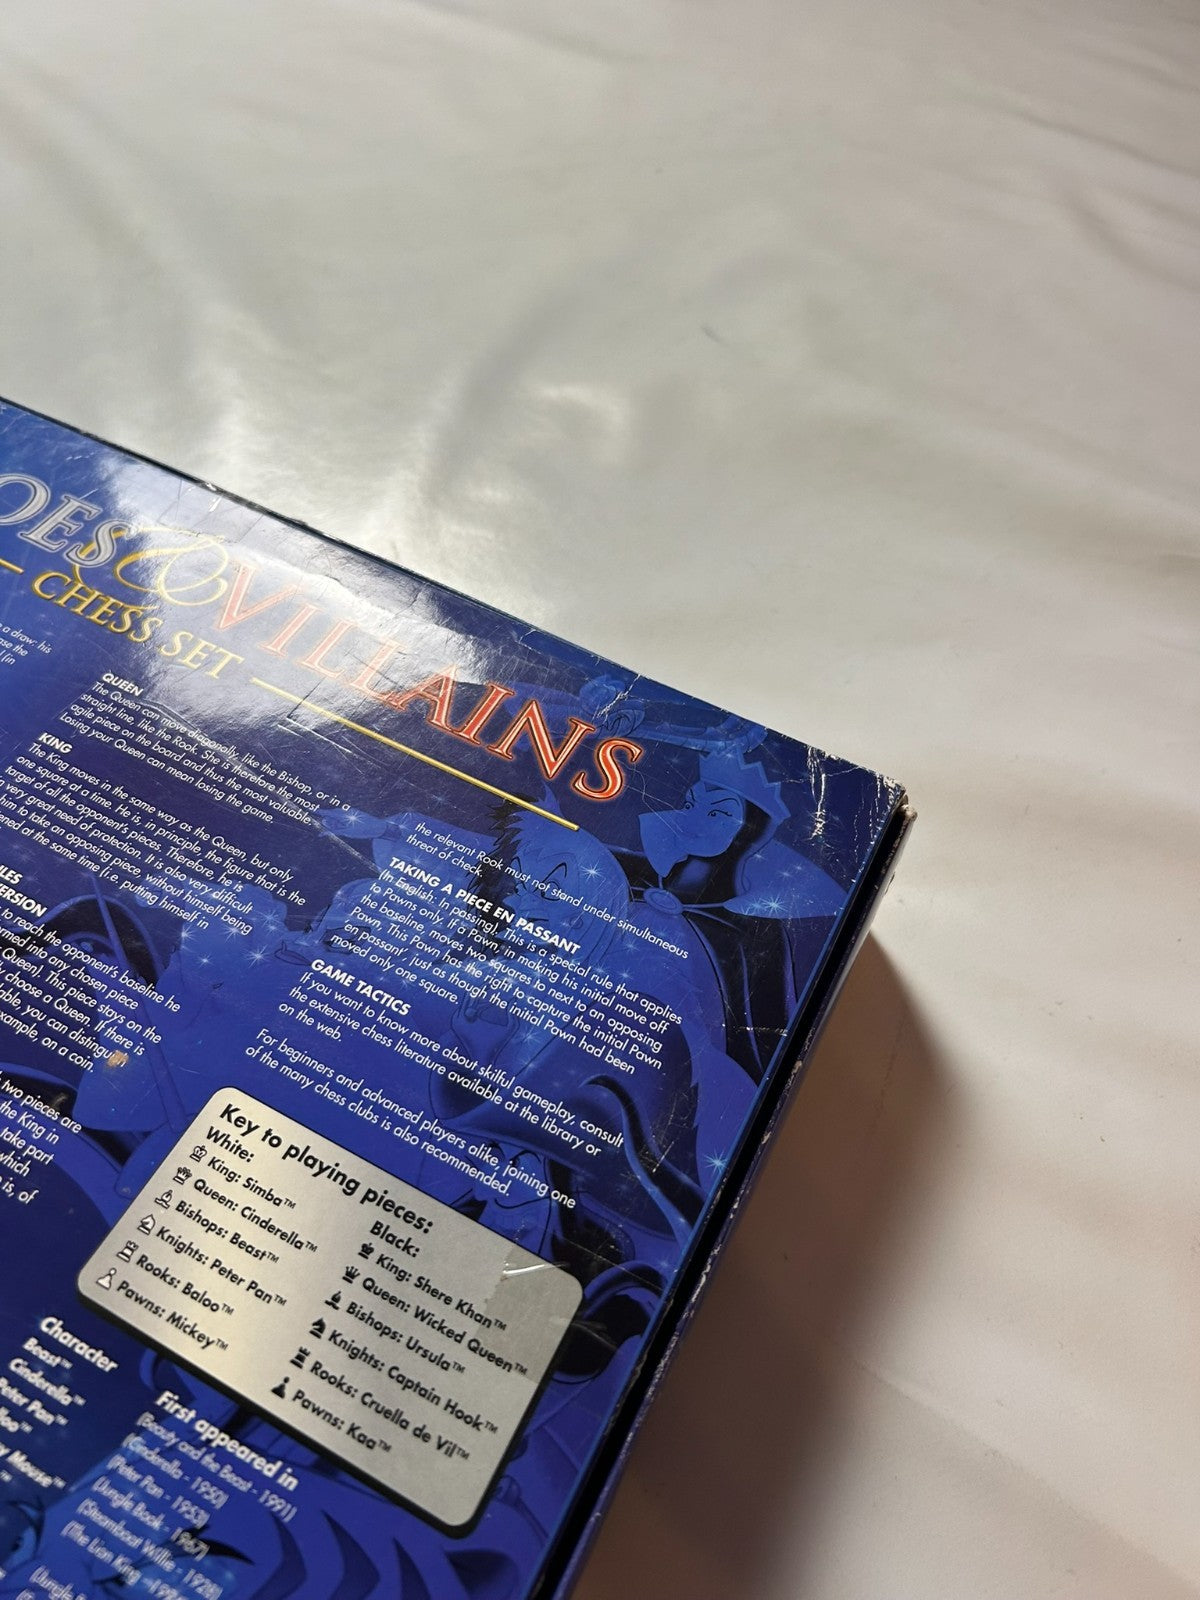 OES & VILLAINS
CHESS SET
a draw: his
ase the
l (in
QUEEN
The Queen can move diagonally, like the Bishop, or in a
straight line, like the Rook. She is therefore the most
agile piece on the board and thus the most valuable.
Losing your Queen can mean losing the game.
KING
The King moves in the same way as the Queen, but only
one square at a time. He is, in principle, the figure that is the
target of all the opponent's pieces. Therefore, he is
very great need of protection. It is also very difficult
him to take an opposing piece, without himself being
ened at the same time (i.e. putting himself in
LES
VERSION
to reach the opponent's baseline he
ormed into any chosen piece
Queen). This piece stays on the
choose a Queen. If there is
able, you can distinguish
example, on a coin.
two pieces are
the King in
take part
which
is, of
the relevant Rook must not stand under simultaneous
threat of check.
TAKING A PIECE EN PASSANT
(In English: In passing). This is a special rule that applies
to Pawns only. If a Pawn, in making his initial move off
the baseline, moves two squares to next to an opposing
Pawn. This Pawn has the right to capture the initial Pawn
en passant' just as though the initial Pawn had been
moved only one square.
GAME TACTICS
If you want to know more about skilful gameplay, consult
the extensive chess literature available at the library or
on the web.
For beginners and advanced players alike, joining one
of the many chess clubs is also recommended.
Key to playing pieces:
White:
King: Simba™
Queen: Cinderella™
Bishops: Beast™
Knights: Peter Pan™
Rooks: Baloo™
Pawns: Mickey™
Black:
King: Shere Khan™
Queen: Wicked Queen™
Bishops: Ursula™
Knights: Captain Hook™
Rooks: Cruella de Vil™
Pawns: Kaa™
Character
Beast™
Cinderella™
Peter Pan™
loo™
y Mouse™
First appeared in
(Beauty and the Beast - 1991)
(Cinderella - 1950)
(Peter Pan - 1953)
(Jungle Book - 1967)
(Steamboat Willie - 1928)
(The Lion King - 199
(Jungle B